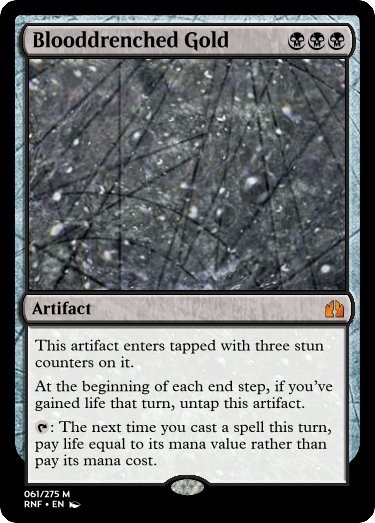 Blooddrenched Gold
Artifact
This artifact enters tapped with three stun
counters on it.
At the beginning of each end step, if you've
gained life that turn, untap this artifact.
: The next time you cast a spell this turn,
pay life equal to its mana value rather than
pay its mana cost.
061/275 M
RNF • EN